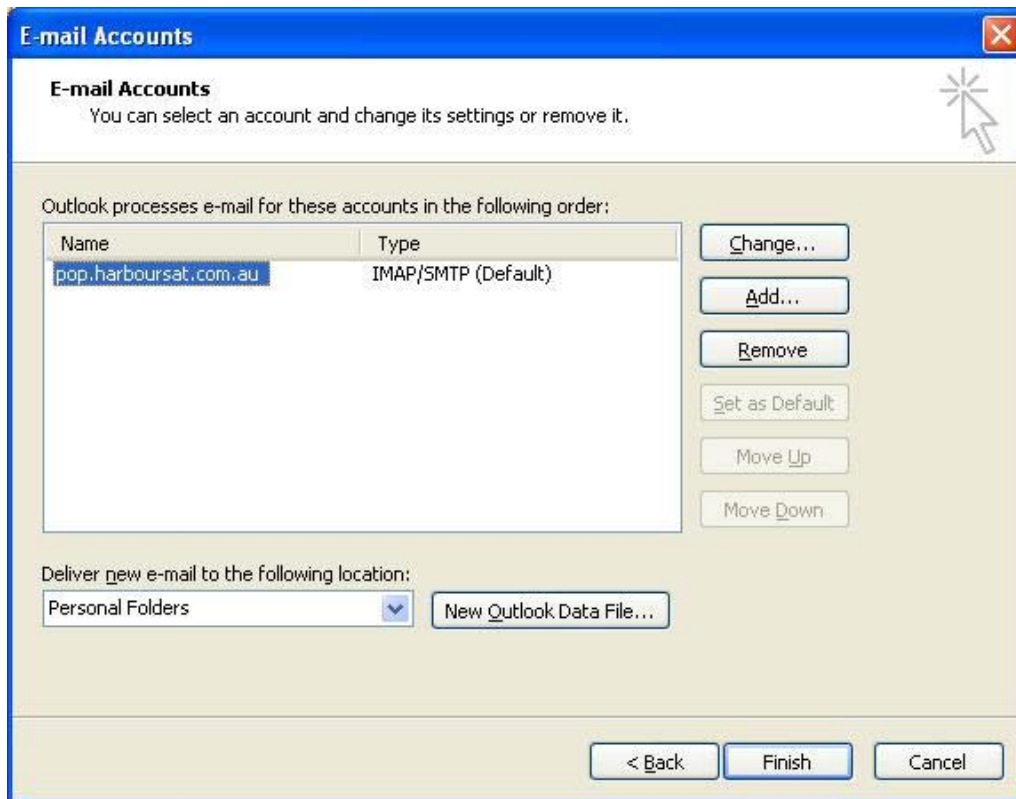 E-mail Accounts
E-mail Accounts
You can select an account and change its settings or remove it.
Outlook processes e-mail for these accounts in the following order:
Name Type
pop.harboursat.com.au IMAP/SMTP (Default)
Change...
Add...
Remove
Set as Default
Move Up
Move Down
Deliver new e-mail to the following location:
Personal Folders New Outlook Data File...
< Back Finish Cancel